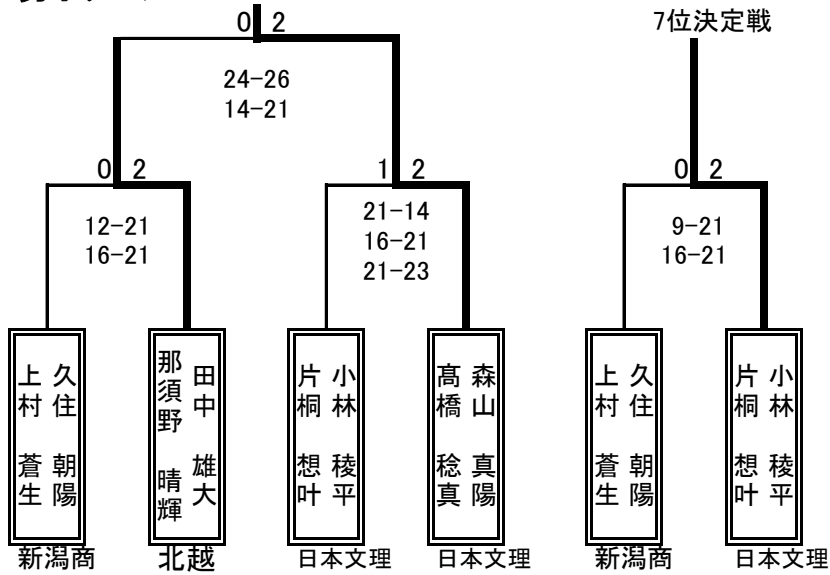 0 2
7位決定戦
24-26
14-21
0 2
1 2
0 2
12-21
16-21
21-14
16-21
21-23
9-21
16-21
久住 朝陽
上村 蒼生
新潟商
田中 雄大
那須野 晴輝
北越
小林 稜平
片桐 想叶
日本文理
森山 真陽
髙橋 稔真
日本文理
久住 朝陽
上村 蒼生
新潟商
小林 稜平
片桐 想叶
日本文理